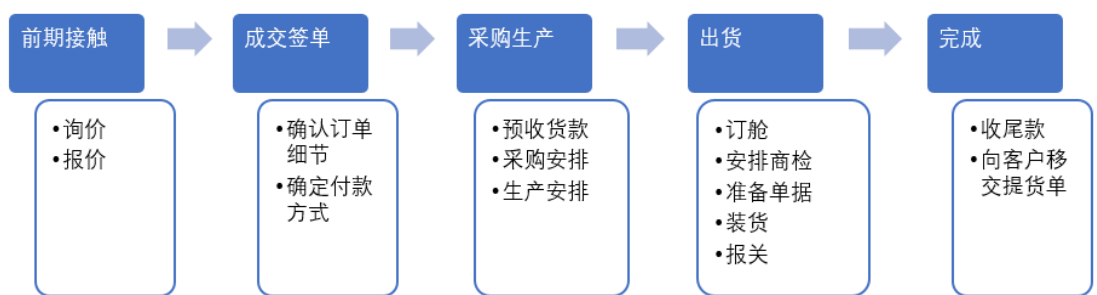 前期接触
•询价
•报价
成交签单
•确认订单
细节
•确定付款
方式
采购生产
•预收货款
•采购安排
•生产安排
出货
•订舱
•安排商检
•准备单据
•装货
•报关
完成
•收尾款
•向客户移
交提货单